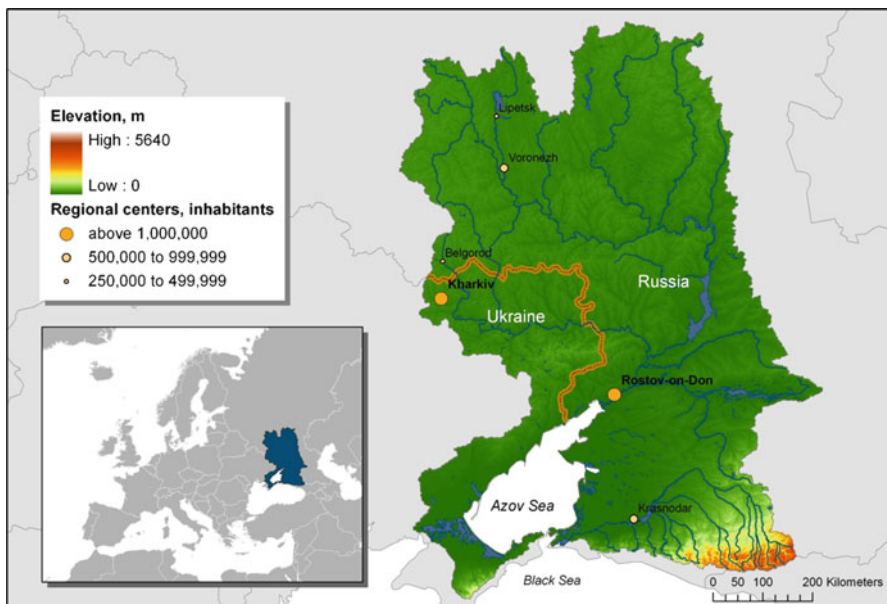 Elevation, m
High : 5640
Low : 0
Regional centers, inhabitants
above 1,000,000
500,000 to 999,999
250,000 to 499,999
Lipetsk
Voronezh
Belgorod
Kharkiv
Ukraine
Russia
Rostov-on-Don
Azov Sea
Krasnodar
Black Sea
0 50 100 200 Kilometers